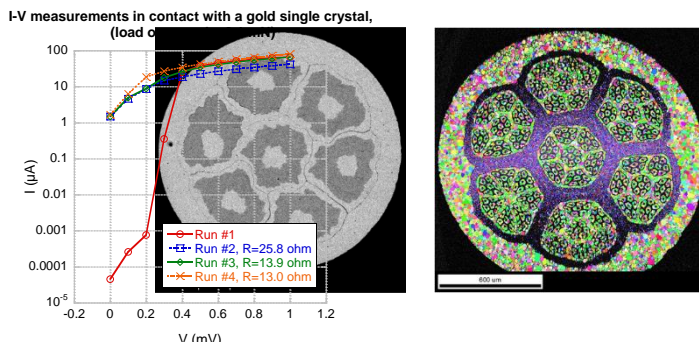 I-V measurements in contact with a gold single crystal,
(load o mN)
100
10
1
0.1
0.01
0.001
0.0001
10-5
I (µA)
Run #1
Run #2, R=25.8 ohm
Run #3, R=13.9 ohm
Run #4, R=13.0 ohm
-0.2 0 0.2 0.4 0.6 0.8 1 1.2
V (mV)
600 um